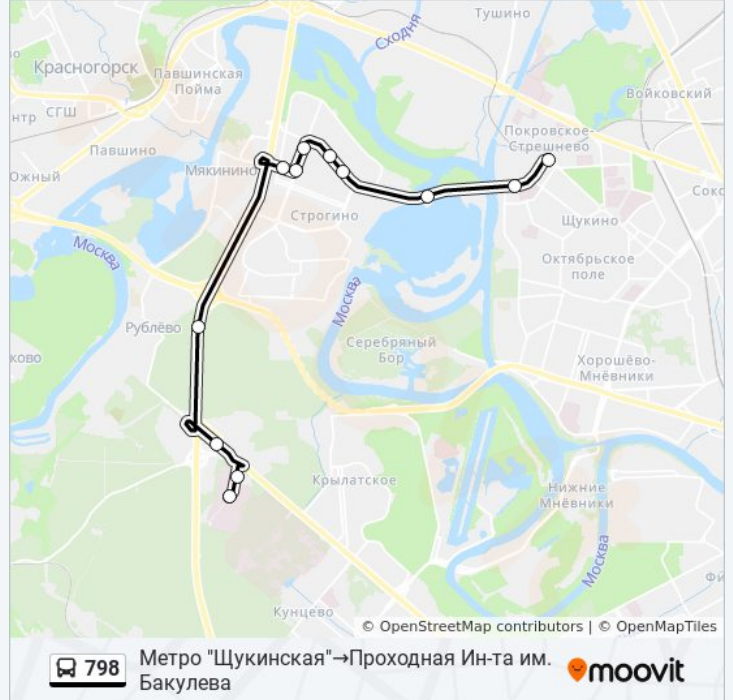 Тушино
Сходня
Красногорск
Павшинская
Пойма
Войковский
нтр СГШ
Покровское-
Стрешнево
Павшино
Южный
Мякинино
Соко
Строгино
Щукино
Москва
Октябрьское
поле
Москва
Рублёво
Серебряный
Бор
ково
Хорошёво-
Мнёвники
Крылатское
Нижние
Мнёвники
Москва
Фи
Кунцево
© OpenStreetMap contributors | © OpenMapTiles
798
Метро "Щукинская"→Проходная Ин-та им.
Бакулева
moovit